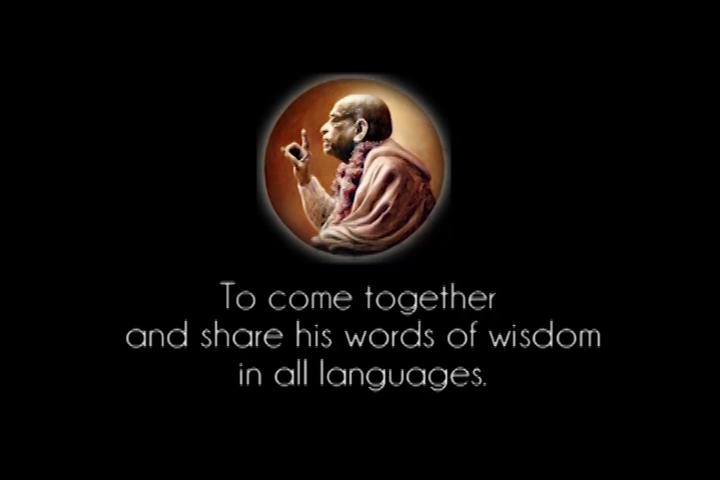 To come together
and share his words of wisdom
in all languages.